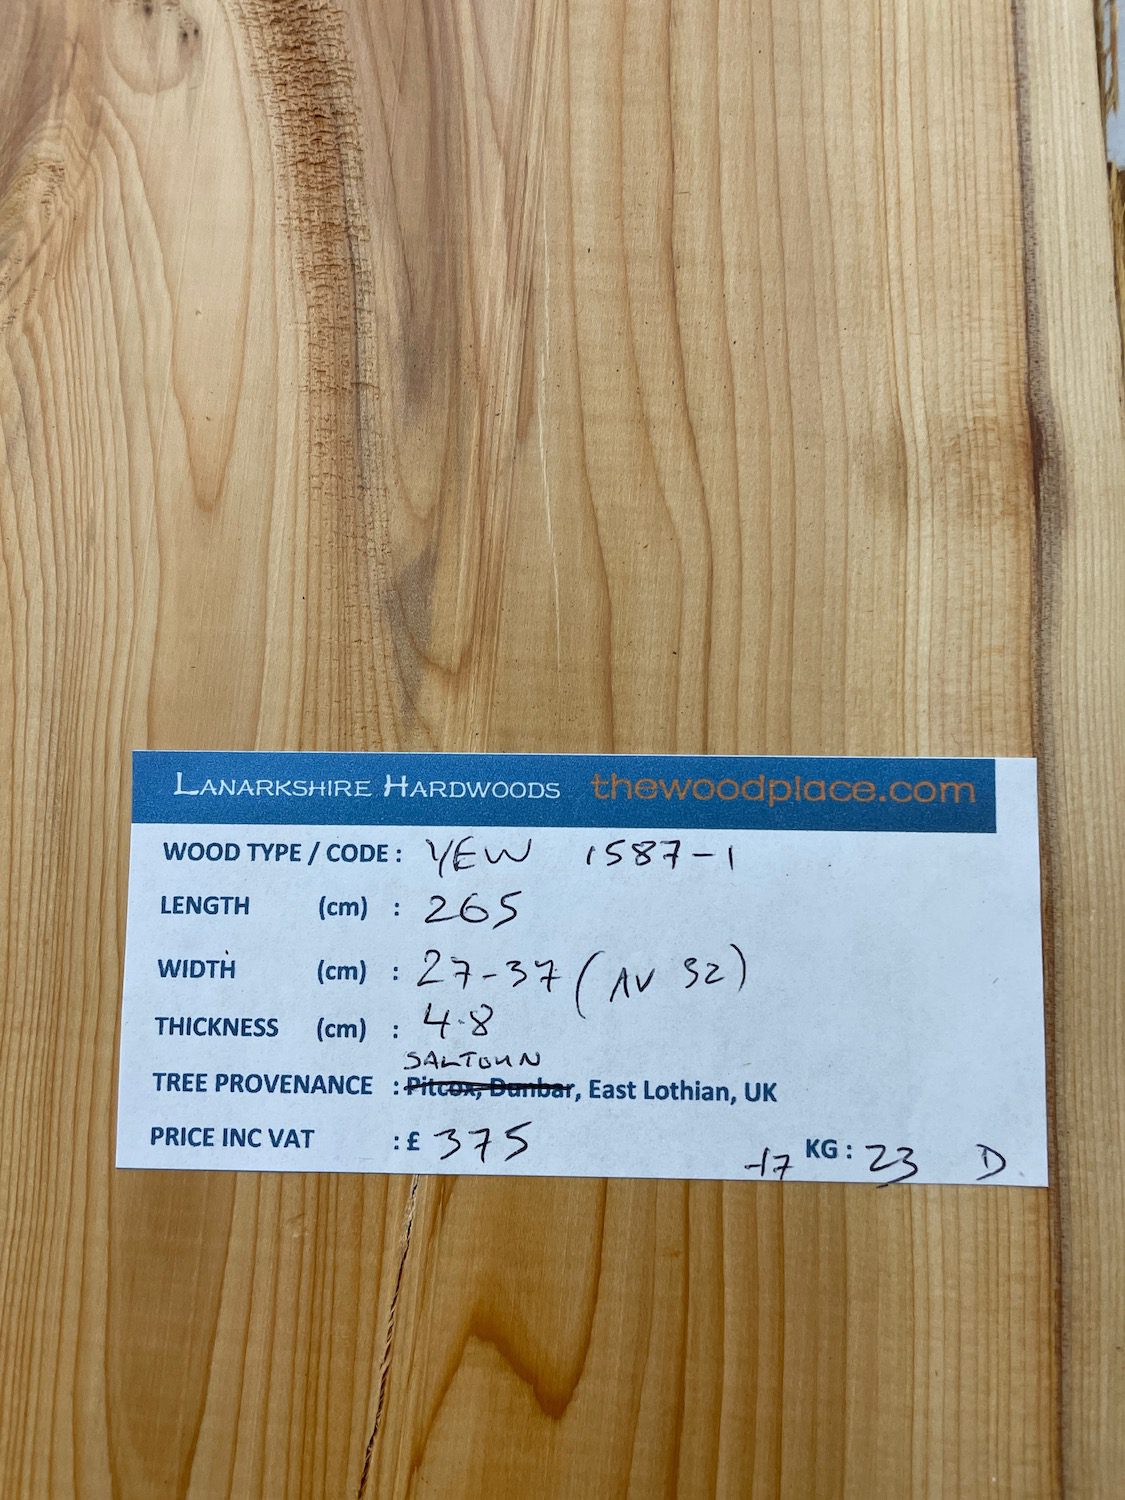 LANARKSHIRE HARDWOODS thewoodplace.com
WOOD TYPE / CODE : YEW 1587-1
LENGTH (cm) : 265
WIDTH (cm) : 27-37 (AV 32)
THICKNESS (cm) : 4.8
SALTOUN
TREE PROVENANCE : Pitcox, Dunbar, East Lothian, UK
PRICE INC VAT : £ 375
-17 KG : 23 D